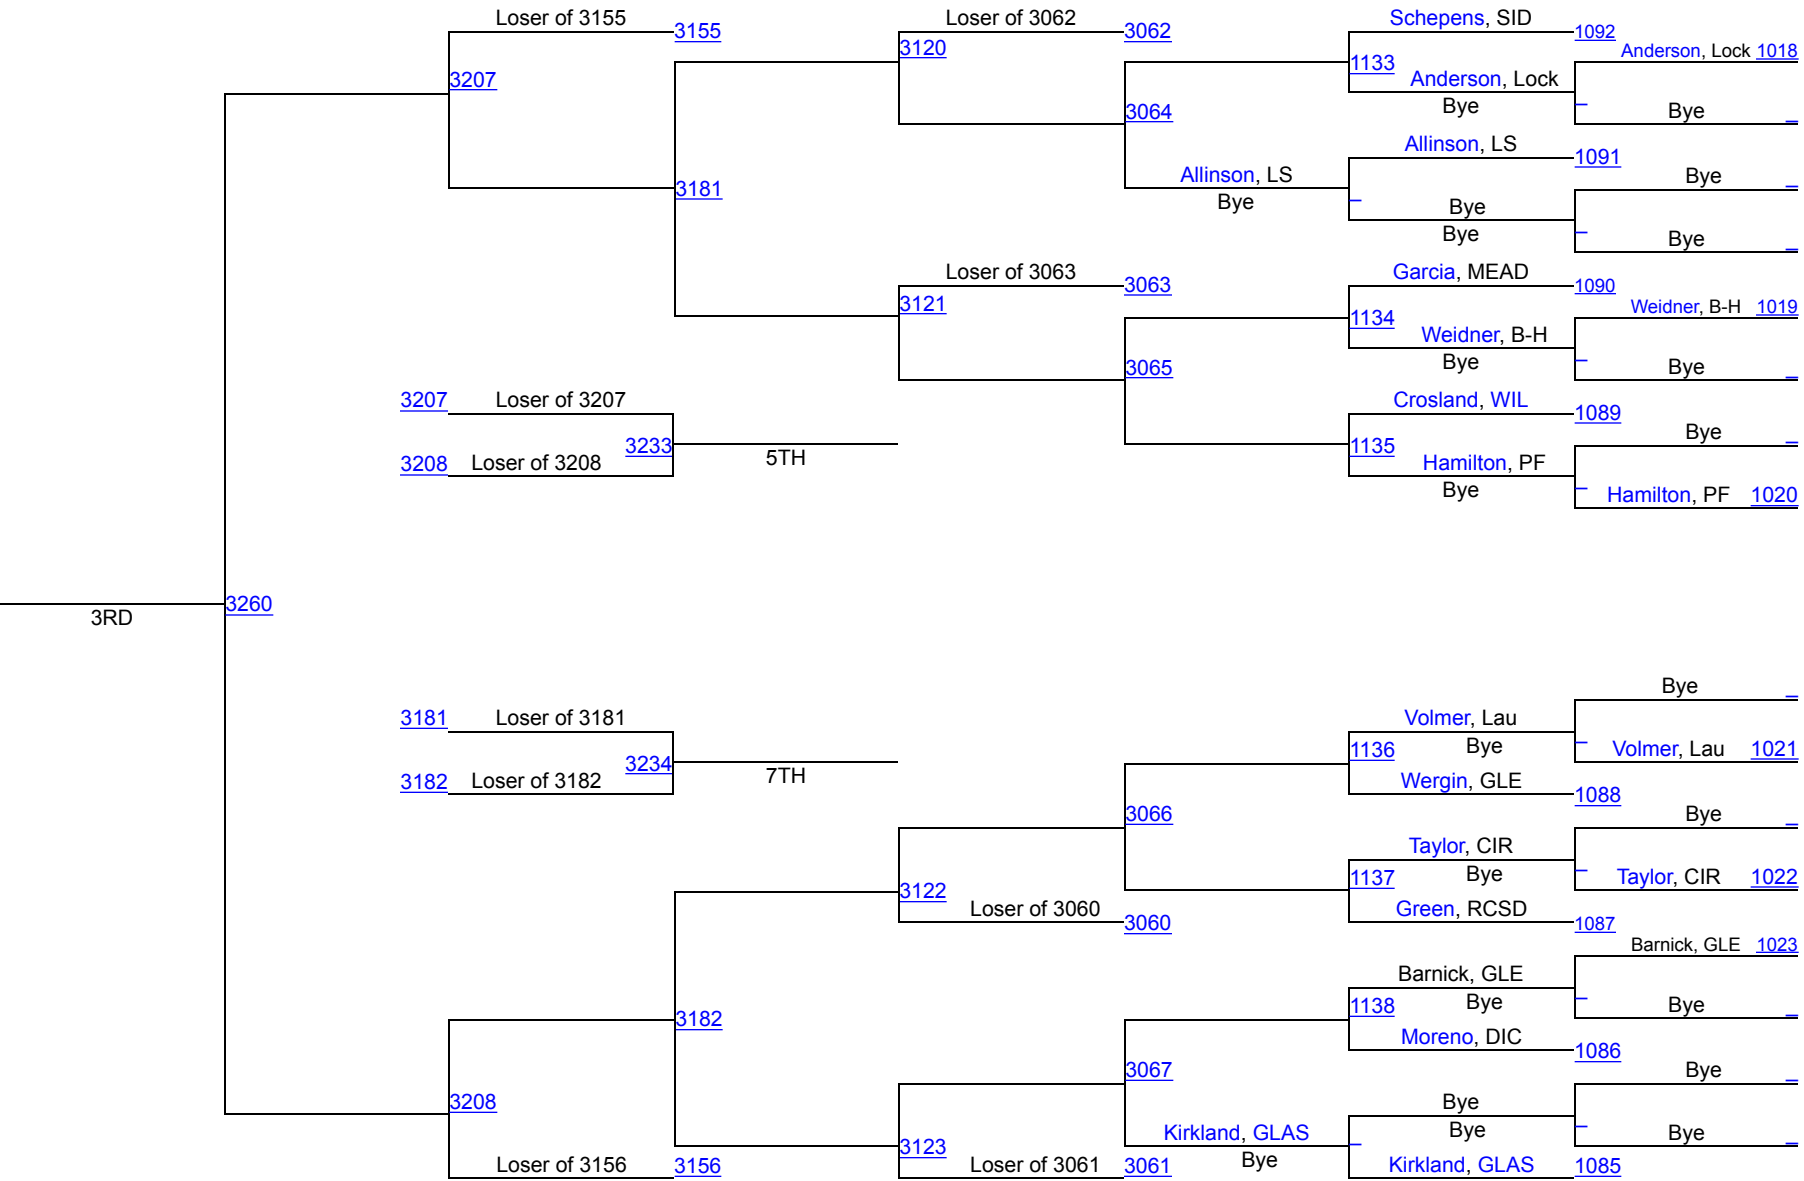 Loser of 3155 3155
Loser of 3062 3062
Schepens, SID 1092
Anderson, Lock 1018
3120
1133
3207
Anderson, Lock
Bye
_
Bye _
3064
Allinson, LS 1091
Allinson, LS
Bye
Bye _
3181
_
Bye
Bye
_
Bye _
Loser of 3063 3063
Garcia, MEAD 1090
Weidner, B-H 1019
3121
1134
Weidner, B-H
Bye
_
Bye _
3065
3207 Loser of 3207
Crosland, WIL 1089
Bye _
3233
5TH
1135
3208 Loser of 3208
Hamilton, PF
Bye
_
Hamilton, PF 1020
3RD
3260
Bye _
3181 Loser of 3181
Volmer, Lau
Bye
_
Volmer, Lau 1021
3234
7TH
1136
3182 Loser of 3182
Wergin, GLE 1088
3066
Bye _
Taylor, CIR
Bye
_
Taylor, CIR 1022
3122
1137
Loser of 3060 3060
Green, RCSD 1087
Barnick, GLE 1023
Barnick, GLE
Bye
_
Bye _
3182
1138
Moreno, DIC 1086
3067
Bye _
3208
Bye
Bye
_
Bye _
Kirkland, GLAS
Bye
_
3123
Loser of 3156 3156
Loser of 3061 3061
Kirkland, GLAS 1085